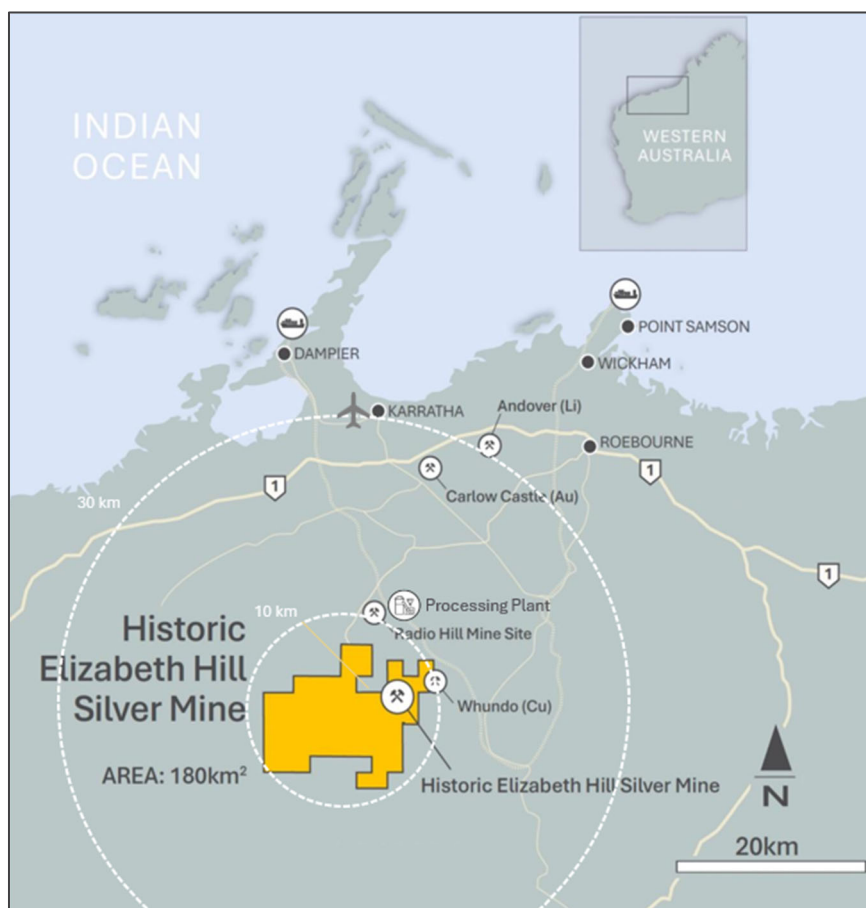 INDIAN
OCEAN
WESTERN
AUSTRALIA
POINT SAMSON
DAMPIER
WICKHAM
KARRATHA
Andover (Li)
ROEBOURNE
1
1
Carlow Castle (Au)
30 km
1
10 km
Processing Plant
Radio Hill Mine Site
Historic
Elizabeth Hill
Silver Mine
Whundo (Cu)
AREA: 180km²
Historic Elizabeth Hill Silver Mine
N
20km